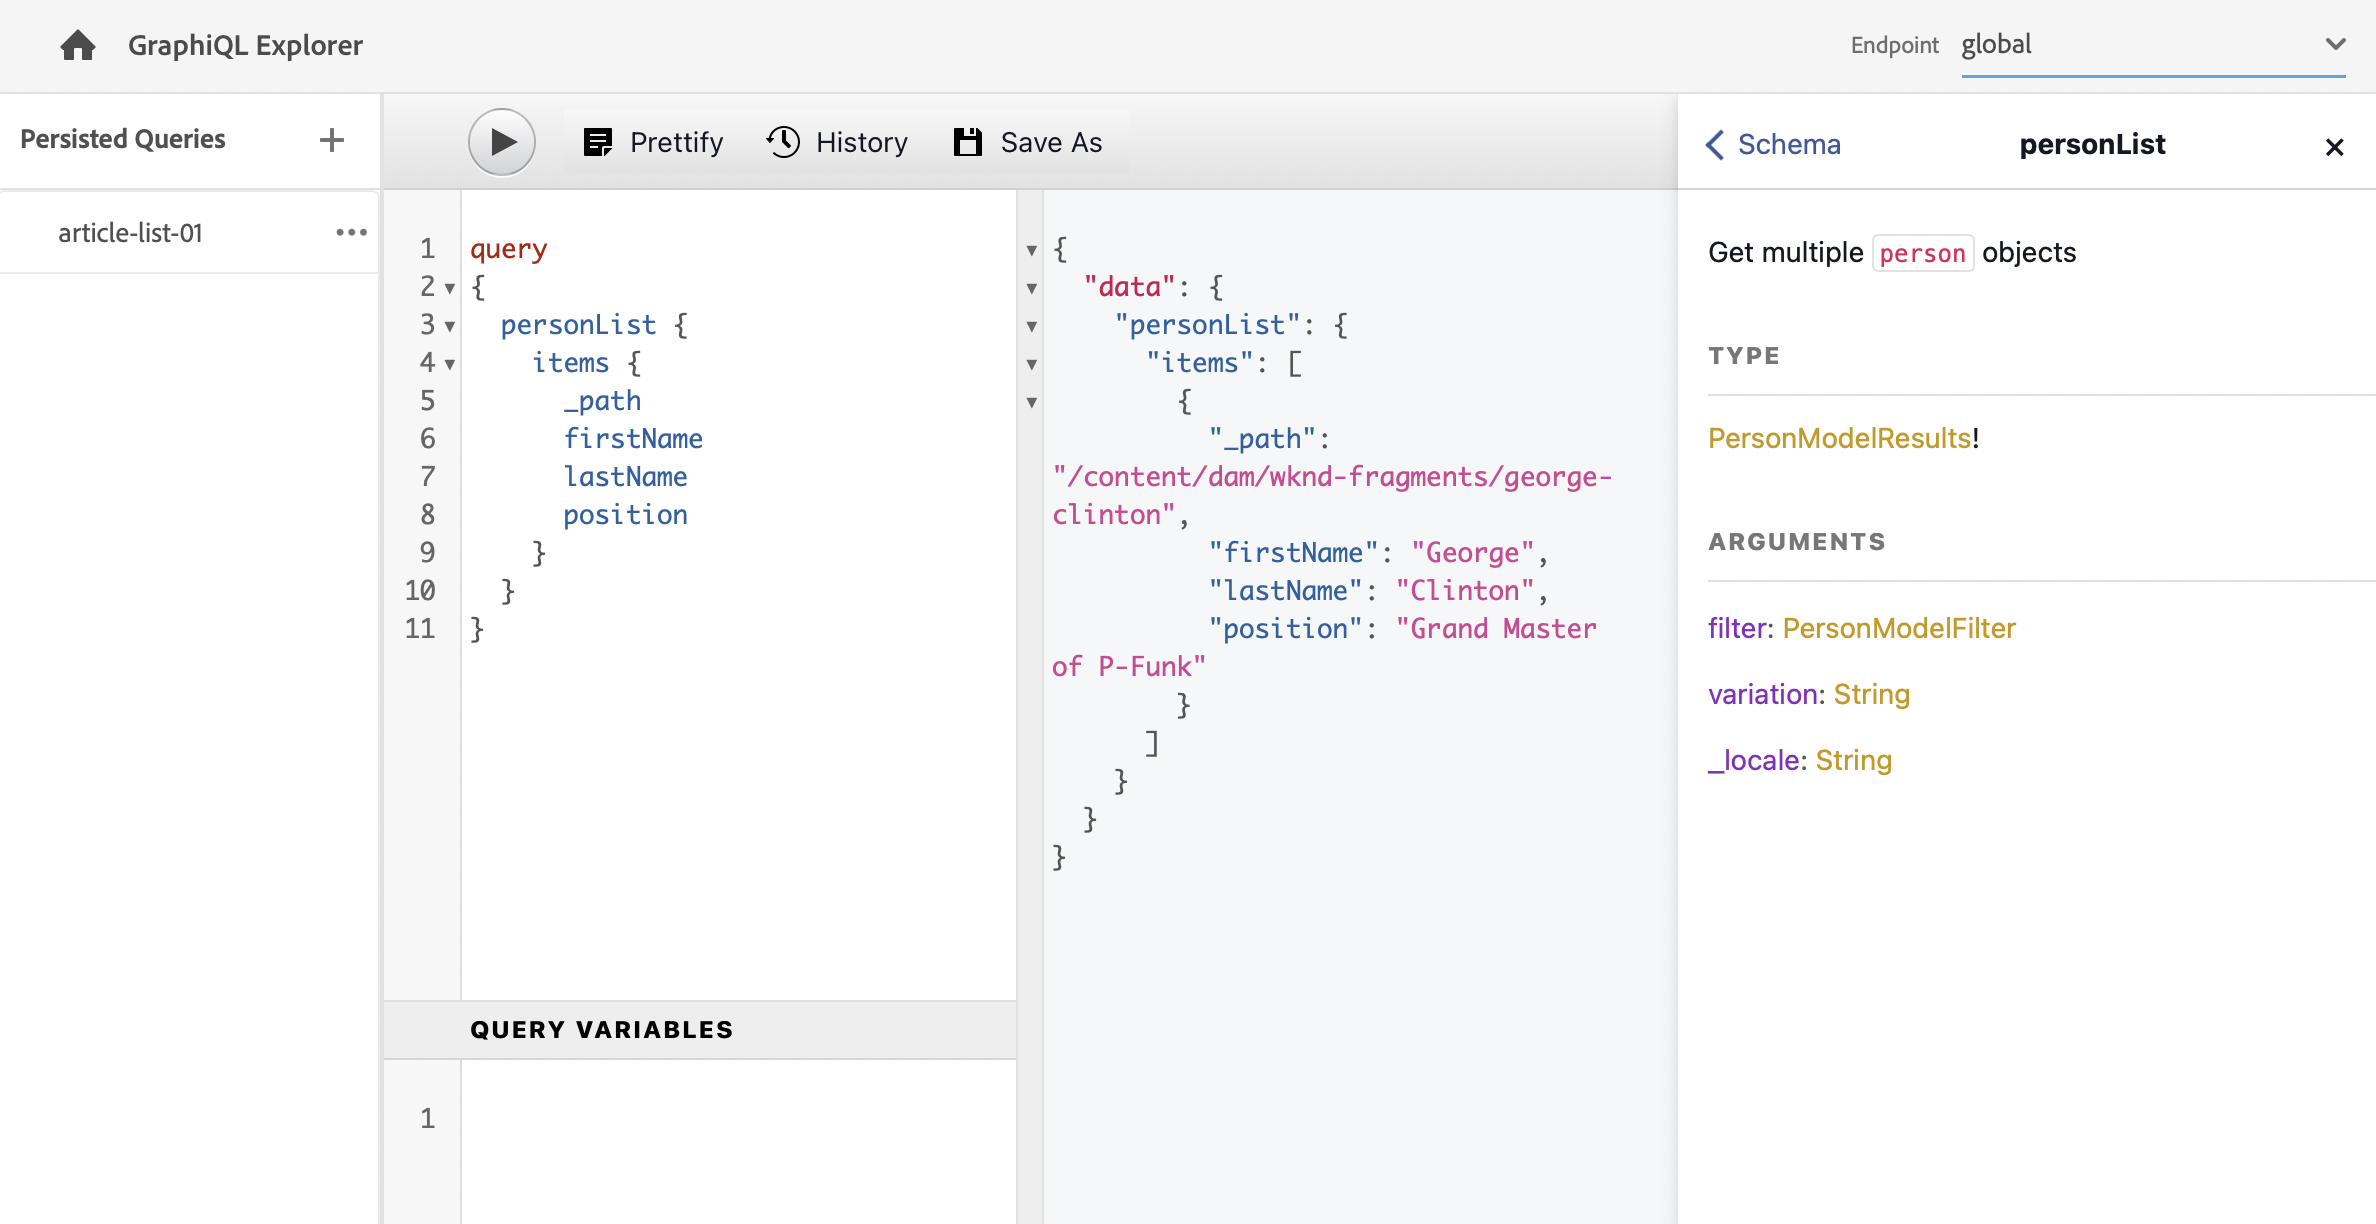 GraphiQL Explorer
Endpoint global
Persisted Queries +
article-list-01 •••
Prettify History Save As
1 query
2 {
3 personList {
4 items {
5 _path
6 firstName
7 lastName
8 position
9 }
10 }
11 }
QUERY VARIABLES
1
{
"data": {
"personList": {
"items": [
{
"_path":
"/content/dam/wknd-fragments/george-
clinton",
"firstName": "George",
"lastName": "Clinton",
"position": "Grand Master
of P-Funk"
}
]
}
}
}
Schema personList ×
Get multiple person objects
TYPE
PersonModelResults!
ARGUMENTS
filter: PersonModelFilter
variation: String
_locale: String